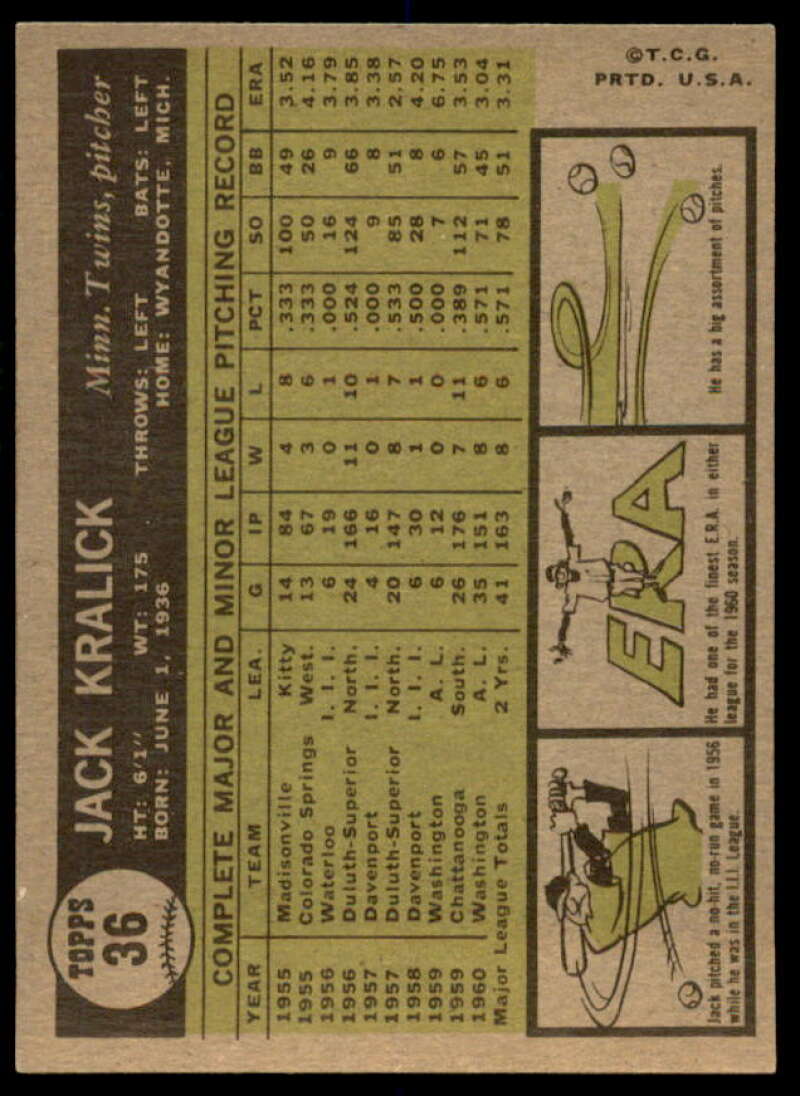 TOPPS
36
JACK KRALICK
Minn. Twins, pitcher
HT: 6'1" WT: 175 THROWS: LEFT BATS: LEFT
BORN: JUNE 1, 1936 HOME: WYANDOTTE, MICH.
COMPLETE MAJOR AND MINOR LEAGUE PITCHING RECORD
YEAR TEAM LEA. G IP W L PCT SO BB ERA
1955 Madisonville Kitty 14 84 4 8 .333 100 49 3.52
1955 Colorado Springs West. 13 67 3 6 .333 50 26 4.16
1956 Waterloo I. I. I. 6 19 0 1 .000 16 9 3.79
1956 Duluth-Superior North. 24 166 11 10 .524 124 66 3.85
1957 Davenport I. I. I. 4 16 0 1 .000 9 8 3.38
1957 Duluth-Superior North. 20 147 8 7 .533 85 51 2.57
1958 Davenport I. I. I. 6 30 1 1 .500 28 8 4.20
1959 Washington A. L. 6 12 0 0 .000 7 6 6.75
1959 Chattanooga South. 26 176 7 11 .389 112 57 3.53
1960 Washington A. L. 35 151 8 6 .571 71 45 3.04
Major League Totals 2 Yrs. 41 163 8 6 .571 78 51 3.31
Jack pitched a no-hit, no-run game in 1956
while he was in the I.I.I. League.
ERA
He had one of the finest E.R.A. in either
league for the 1960 season.
He has a big assortment of pitches.
©T.C.G.
PRTD. U.S.A.